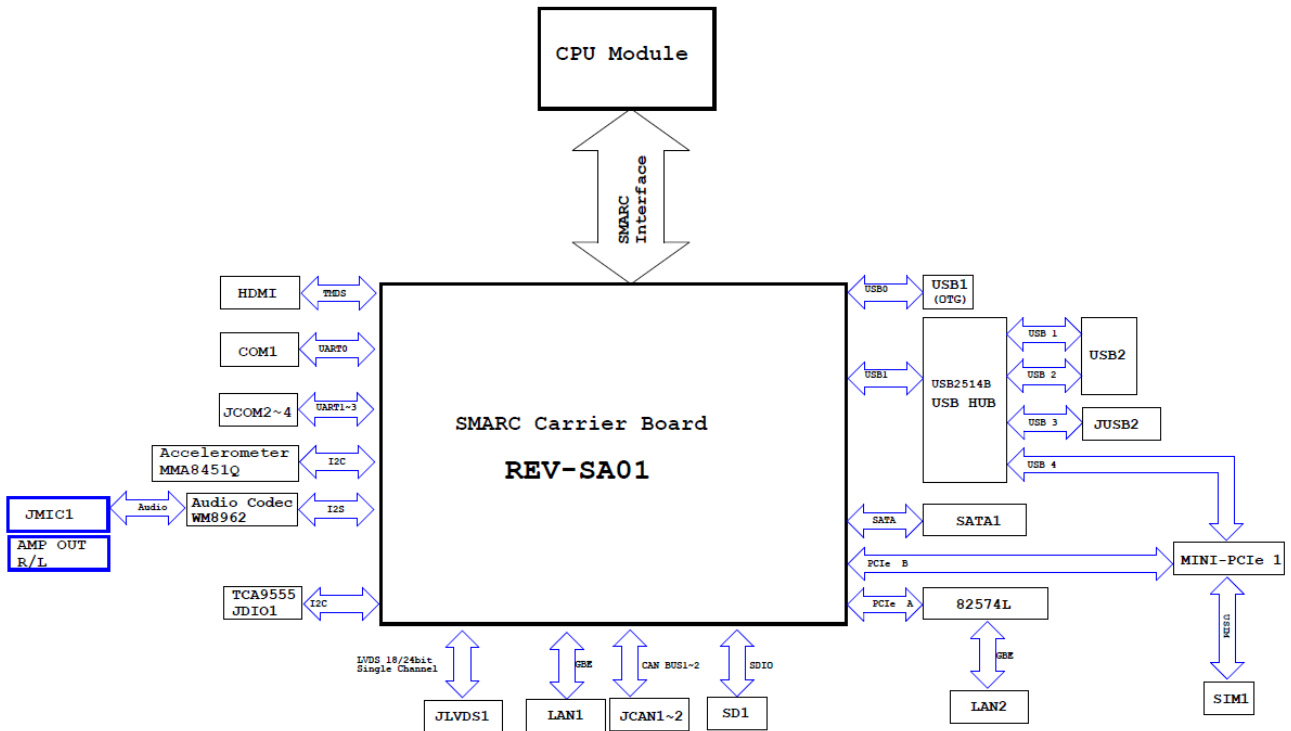 CPU Module
SMARC
Interface
HDMI
TMDS
USB0
USB1
(OTG)
COM1
UART0
USB1
USB2514B
USB HUB
USB 1
USB 2
USB2
JCOM2~4
UART1~3
USB 3
JUSB2
SMARC Carrier Board
REV-SA01
Accelerometer
MMA8451Q
I2C
USB 4
JMIC1
Audio
Audio Codec
WM8962
I2S
AMP OUT
R/L
SATA
SATA1
PCIe B
MINI-PCIe 1
TCA9555
JDIO1
I2C
PCIe A
82574L
USIM
LVDS 18/24bit
Single Channel
GBE
CAN BUS1~2
SDIO
GBE
JLVDS1
LAN1
JCAN1~2
SD1
LAN2
SIM1